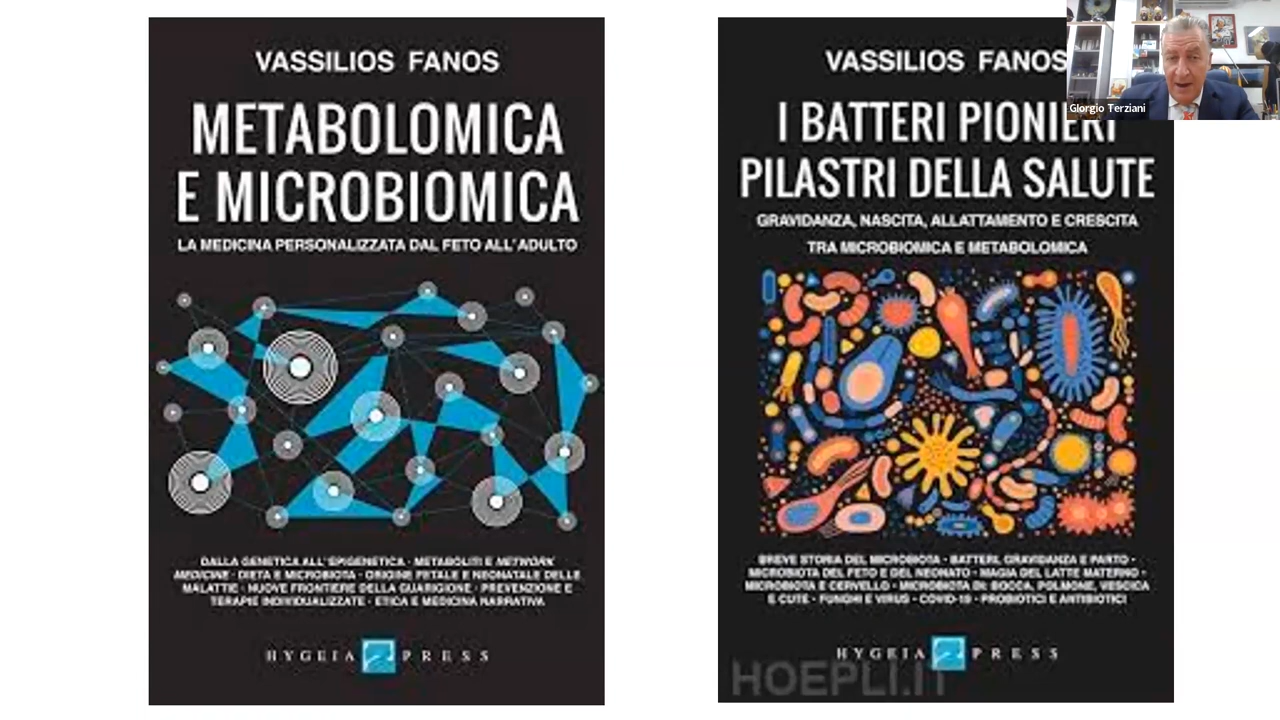 VASSILIOS FANOS
METABOLOMICA
E MICROBIOMICA
LA MEDICINA PERSONALIZZATA DAL FETO ALL'ADULTO
DALLA GENETICA ALL'EPIGENETICA · METABOLITI E NETWORK
MEDICINE · DIETA E MICROBIOTA · ORIGINE FETALE E NEONATALE DELLE
MALATTIE · NUOVE FRONTIERE DELLA GUARIGIONE · PREVENZIONE E
TERAPIE INDIVIDUALIZZATE · ETICA E MEDICINA NARRATIVA
HYGEIA PRESS
VASSILIOS FANOS
I BATTERI PIONIERI
PILASTRI DELLA SALUTE
GRAVIDANZA, NASCITA, ALLATTAMENTO E CRESCITA
TRA MICROBIOMICA E METABOLOMICA
BREVE STORIA DEL MICROBIOTA · BATTERI, GRAVIDANZA E PARTO ·
MICROBIOTA DEL FETO E DEL NEONATO · MAGIA DEL LATTE MATERNO ·
MICROBIOTA E CERVELLO · MICROBIOTA DI: BOCCA, POLMONE, VESCICA
E CUTE · FUNGHI E VIRUS · COVID-19 · PROBIOTICI E ANTIBIOTICI
HYGEIA PRESS
HOEPLI.IT
Giorgio Terziani